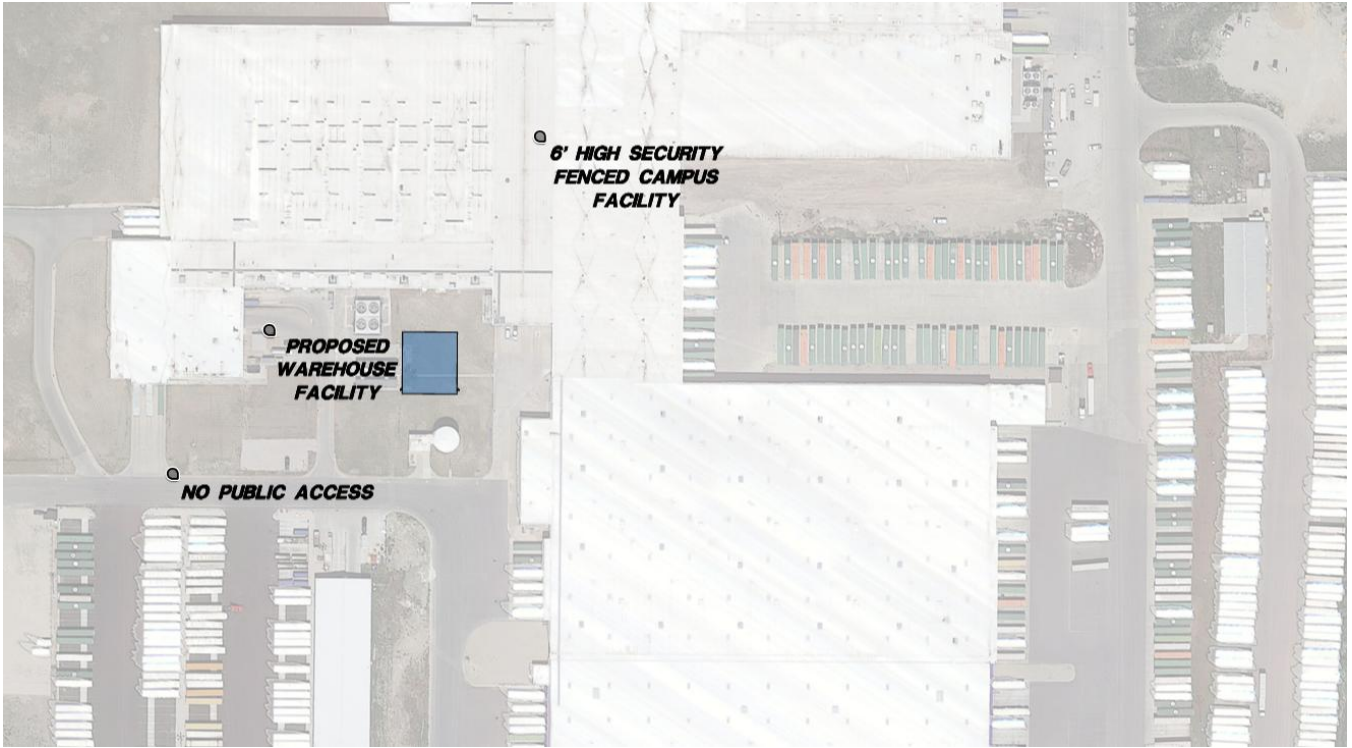 6' HIGH SECURITY
FENCED CAMPUS
FACILITY
PROPOSED
WAREHOUSE
FACILITY
NO PUBLIC ACCESS